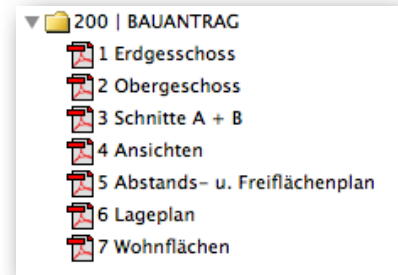 200 | BAUANTRAG
1 Erdgesschoss
2 Obergeschoss
3 Schnitte A + B
4 Ansichten
5 Abstands- u. Freiflächenplan
6 Lageplan
7 Wohnflächen